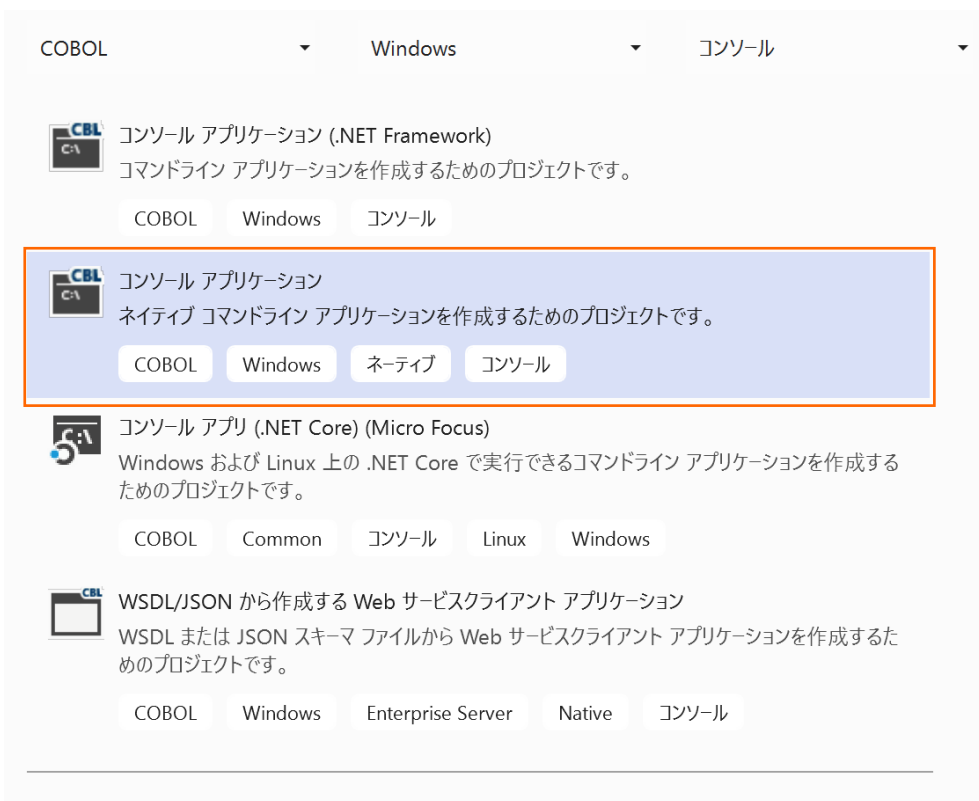 COBOL Windows コンソール
CBL
C:\
コンソール アプリケーション (.NET Framework)
コマンドライン アプリケーションを作成するためのプロジェクトです。
COBOL Windows コンソール
CBL
C:\
コンソール アプリケーション
ネイティブ コマンドライン アプリケーションを作成するためのプロジェクトです。
COBOL Windows ネーティブ コンソール
C:\
コンソール アプリ (.NET Core) (Micro Focus)
Windows および Linux 上の .NET Core で実行できるコマンドライン アプリケーションを作成する
ためのプロジェクトです。
COBOL Common コンソール Linux Windows
CBL
WSDL/JSON から作成する Web サービスクライアント アプリケーション
WSDL または JSON スキーマ ファイルから Web サービスクライアント アプリケーションを作成するた
めのプロジェクトです。
COBOL Windows Enterprise Server Native コンソール